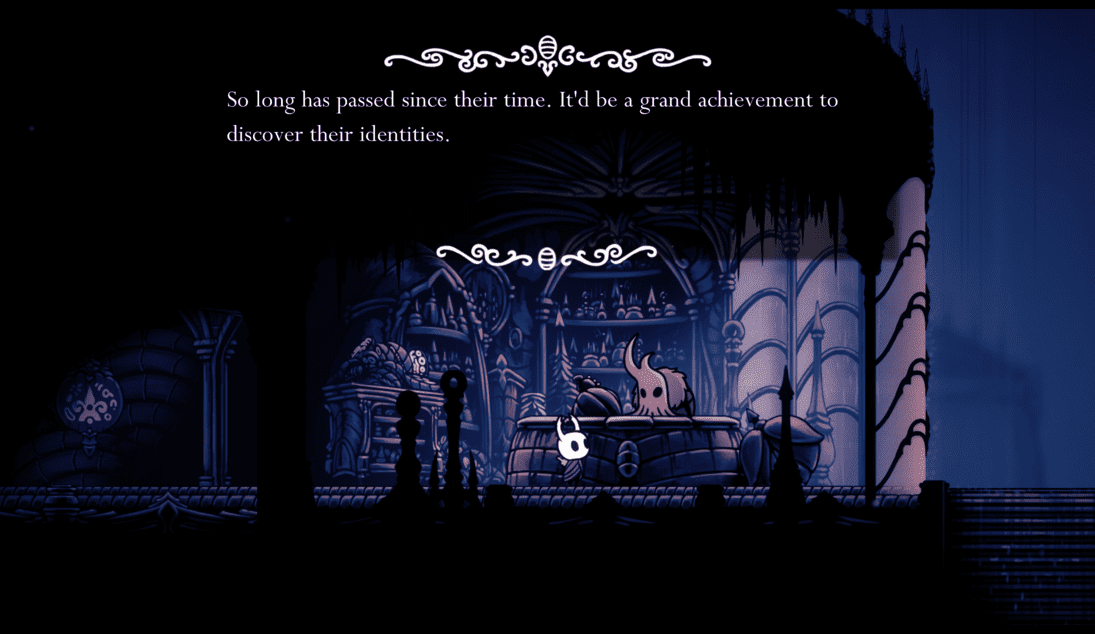 So long has passed since their time. It'd be a grand achievement to
discover their identities.